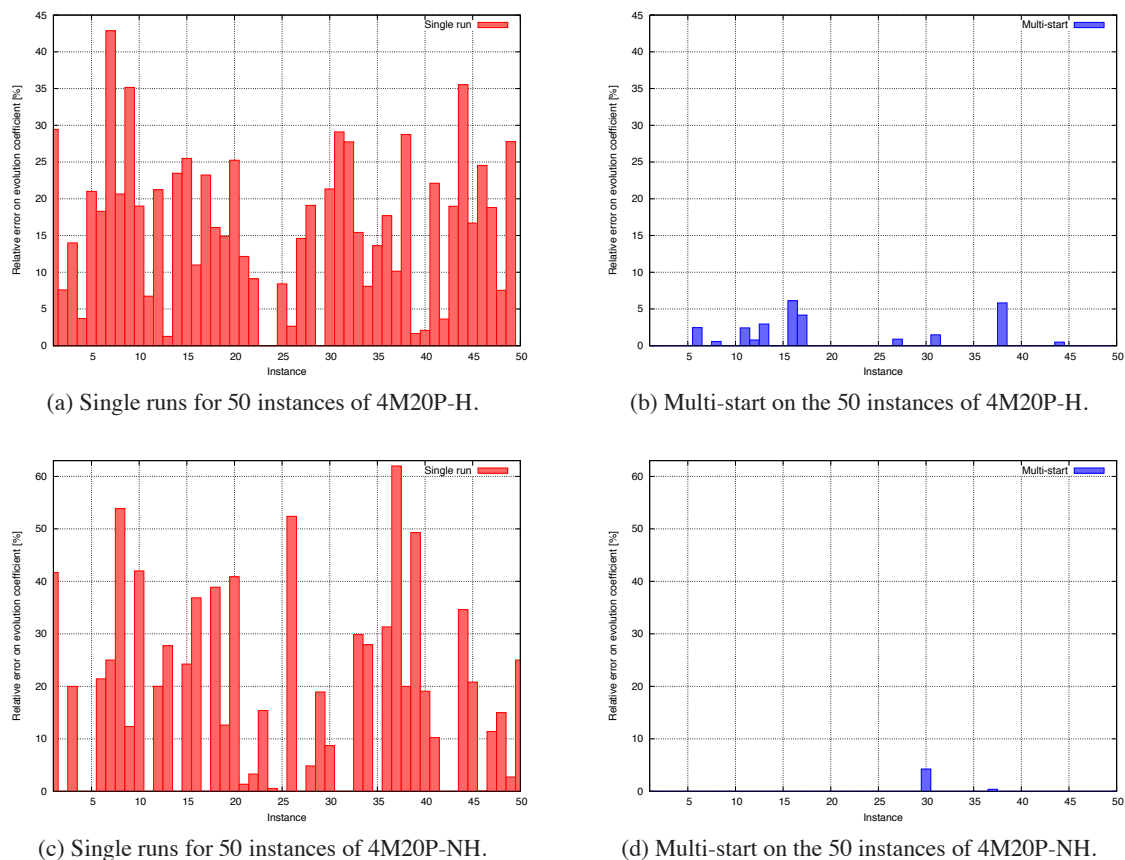 45
40
35
30
25
20
15
10
5
0
Relative error on evolution coefficient [%]
Single run
5 10 15 20 25 30 35 40 45 50
Instance
(a) Single runs for 50 instances of 4M20P-H.
45
40
35
30
25
20
15
10
5
0
Relative error on evolution coefficient [%]
Multi-start
5 10 15 20 25 30 35 40 45 50
Instance
(b) Multi-start on the 50 instances of 4M20P-H.
60
50
40
30
20
10
0
Relative error on evolution coefficient [%]
Single run
5 10 15 20 25 30 35 40 45 50
Instance
(c) Single runs for 50 instances of 4M20P-NH.
60
50
40
30
20
10
0
Relative error on evolution coefficient [%]
Multi-start
5 10 15 20 25 30 35 40 45 50
Instance
(d) Multi-start on the 50 instances of 4M20P-NH.